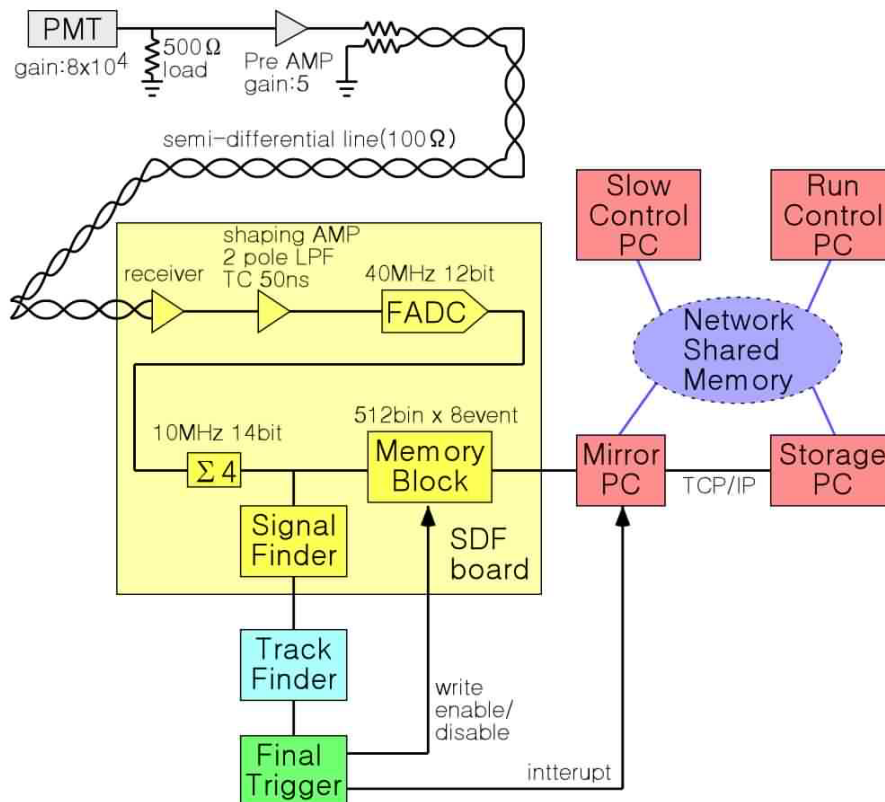 PMT
gain:8x10⁴
500Ω
load
Pre AMP
gain:5
semi-differential line(100Ω)
Slow
Control
PC
Run
Control
PC
shaping AMP
2 pole LPF
TC 50ns
receiver
40MHz 12bit
FADC
Network
Shared
Memory
10MHz 14bit
Σ4
512bin x 8event
Memory
Block
Mirror
PC
TCP/IP
Storage
PC
Signal
Finder
SDF
board
Track
Finder
write
enable/
disable
Final
Trigger
intterupt